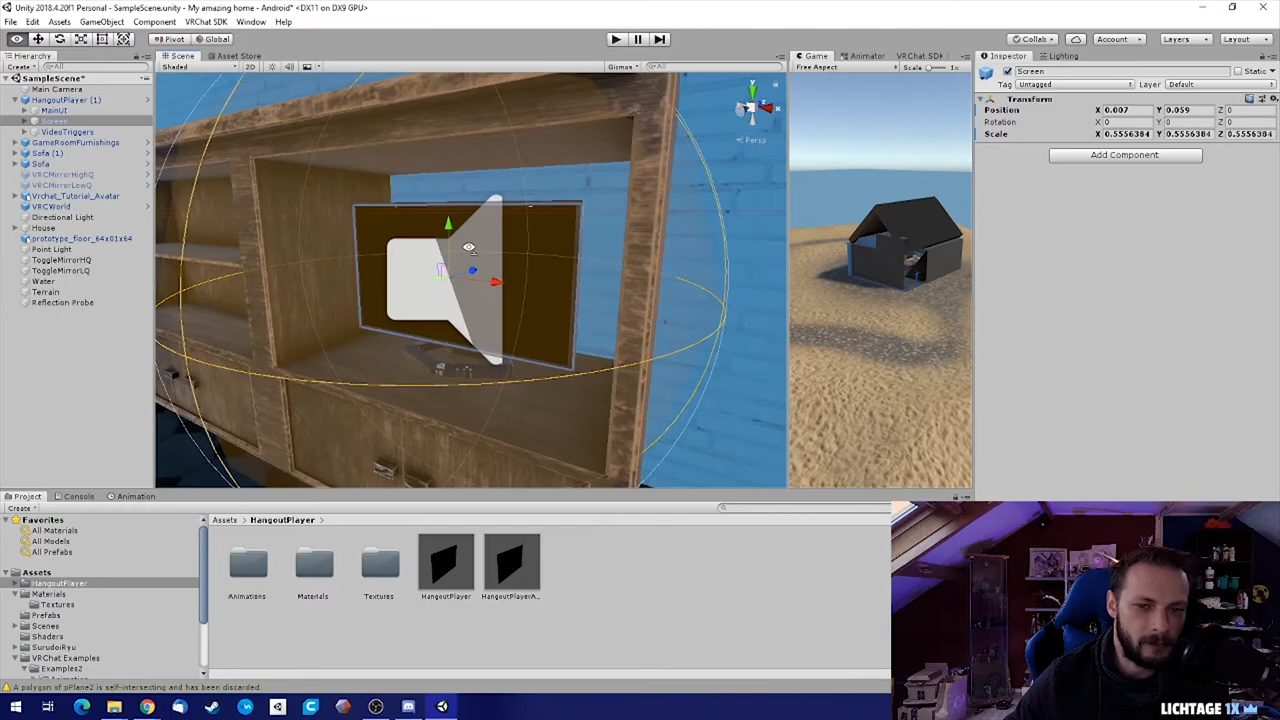 Unity 2018.4.20f1 Personal - SampleScene.unity - My amazing home - Android* <DX11 on DX9 GPU>
File Edit Assets GameObject Component VRChat SDK Window Help
Pivot Global Collab Account Layers Layout
Hierarchy Scene Asset Store Game Animator VRChat SDK Inspector Lighting
Create All Shaded 2D Gizmos All Free Aspect Scale 1x Screen Static
SampleScene* Tag Untagged Layer Default
Main Camera Transform
HangoutPlayer (1) Position X 0.007 Y 0.059 Z 0
MainUI Rotation X 0 Y 0 Z 0
Screen Scale X 0.5556384 Y 0.5556384 Z 0.5556384
VideoTriggers
GameRoomFurnishings Persp
Sofa (1) Add Component
Sofa
VRCMirrorHighQ
VRCMirrorLowQ
Vrchat_Tutorial_Avatar
VRCWorld
Directional Light
House
prototype_floor_64x01x64
Point Light
ToggleMirrorHQ
ToggleMirrorLQ
Water
Terrain
Reflection Probe
y x
Project Console Animation
Create
Favorites Assets HangoutPlayer
All Materials
All Models
All Prefabs
Assets
HangoutPlayer
Materials
Textures
Prefabs
Scenes
Shaders
SurudoiRyu
VRChat Examples
Examples2
Animations Materials Textures HangoutPlayer HangoutPlayerA...
A polygon of pPlane2 is self-intersecting and has been discarded.
LICHTAGE 1X